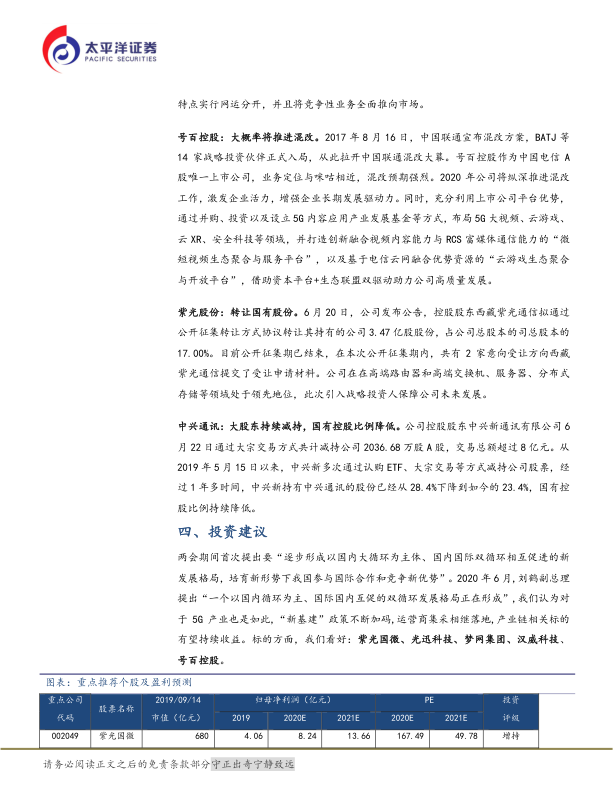 太平洋证券
PACIFIC SECURITIES
特点实行网运分开，并且将竞争性业务全面推向市场。
号百控股：大概率将推进混改。2017 年 8 月 16 日，中国联通宣布混改方案，BATJ 等
14 家战略投资伙伴正式入局，从此拉开中国联通混改大幕。号百控股作为中国电信 A
股唯一上市公司，业务定位与咪咕相近，混改预期强烈。2020 年公司将纵深推进混改
工作，激发企业活力，增强企业长期发展驱动力。同时，充分利用上市公司平台优势，
通过并购、投资以及设立5G 内容应用产业发展基金等方式，布局 5G 大视频、云游戏、
云 XR、安全科技等领域，并打造创新融合视频内容能力与 RCS 富媒体通信能力的“微
短视频生态聚合与服务平台”，以及基于电信云网融合优势资源的“云游戏生态聚合
与开放平台”，借助资本平台+生态联盟双驱动助力公司高质量发展。
紫光股份：转让国有股份。6 月 20 日，公司发布公告，控股股东西藏紫光通信拟通过
公开征集转让方式协议转让其持有的公司 3.47 亿股股份，占公司总股本的司总股本的
17.00%。目前公开征集期已结束，在本次公开征集期内，共有 2 家意向受让方向西藏
紫光通信提交了受让申请材料。公司在在高端路由器和高端交换机、服务器、分布式
存储等领域处于领先地位，此次引入战略投资人保障公司未来发展。
中兴通讯：大股东持续减持，国有控股比例降低。公司控股股东中兴新通讯有限公司 6
月 22 日通过大宗交易方式共计减持公司 2036.68 万股 A 股，交易总额超过 8 亿元。从
2019 年 5 月 15 日以来，中兴新多次通过认购 ETF、大宗交易等方式减持公司股票，经
过 1 年多时间，中兴新持有中兴通讯的股份已经从 28.4%下降到如今的 23.4%，国有控
股比例持续降低。
四、投资建议
两会期间首次提出要“逐步形成以国内大循环为主体、国内国际双循环相互促进的新
发展格局，培育新形势下我国参与国际合作和竞争新优势”。2020 年 6 月,刘鹤副总理
提出“一个以国内循环为主、国际国内互促的双循环发展格局正在形成”,我们认为对
于 5G 产业也是如此,“新基建”政策不断加码,运营商集采相继落地,产业链相关标的
有望持续收益。标的方面，我们看好：紫光国微、光迅科技、梦网集团、汉威科技、
号百控股。
图表：重点推荐个股及盈利预测
重点公司 代码 股票名称 2019/09/14 市值（亿元） 归母净利润（亿元） PE 投资 评级
2019 2020E 2021E 2020E 2021E
002049 紫光国微 680 4.06 8.24 13.66 167.49 49.78 增持
请务必阅读正文之后的免责条款部分守正出奇宁静致远